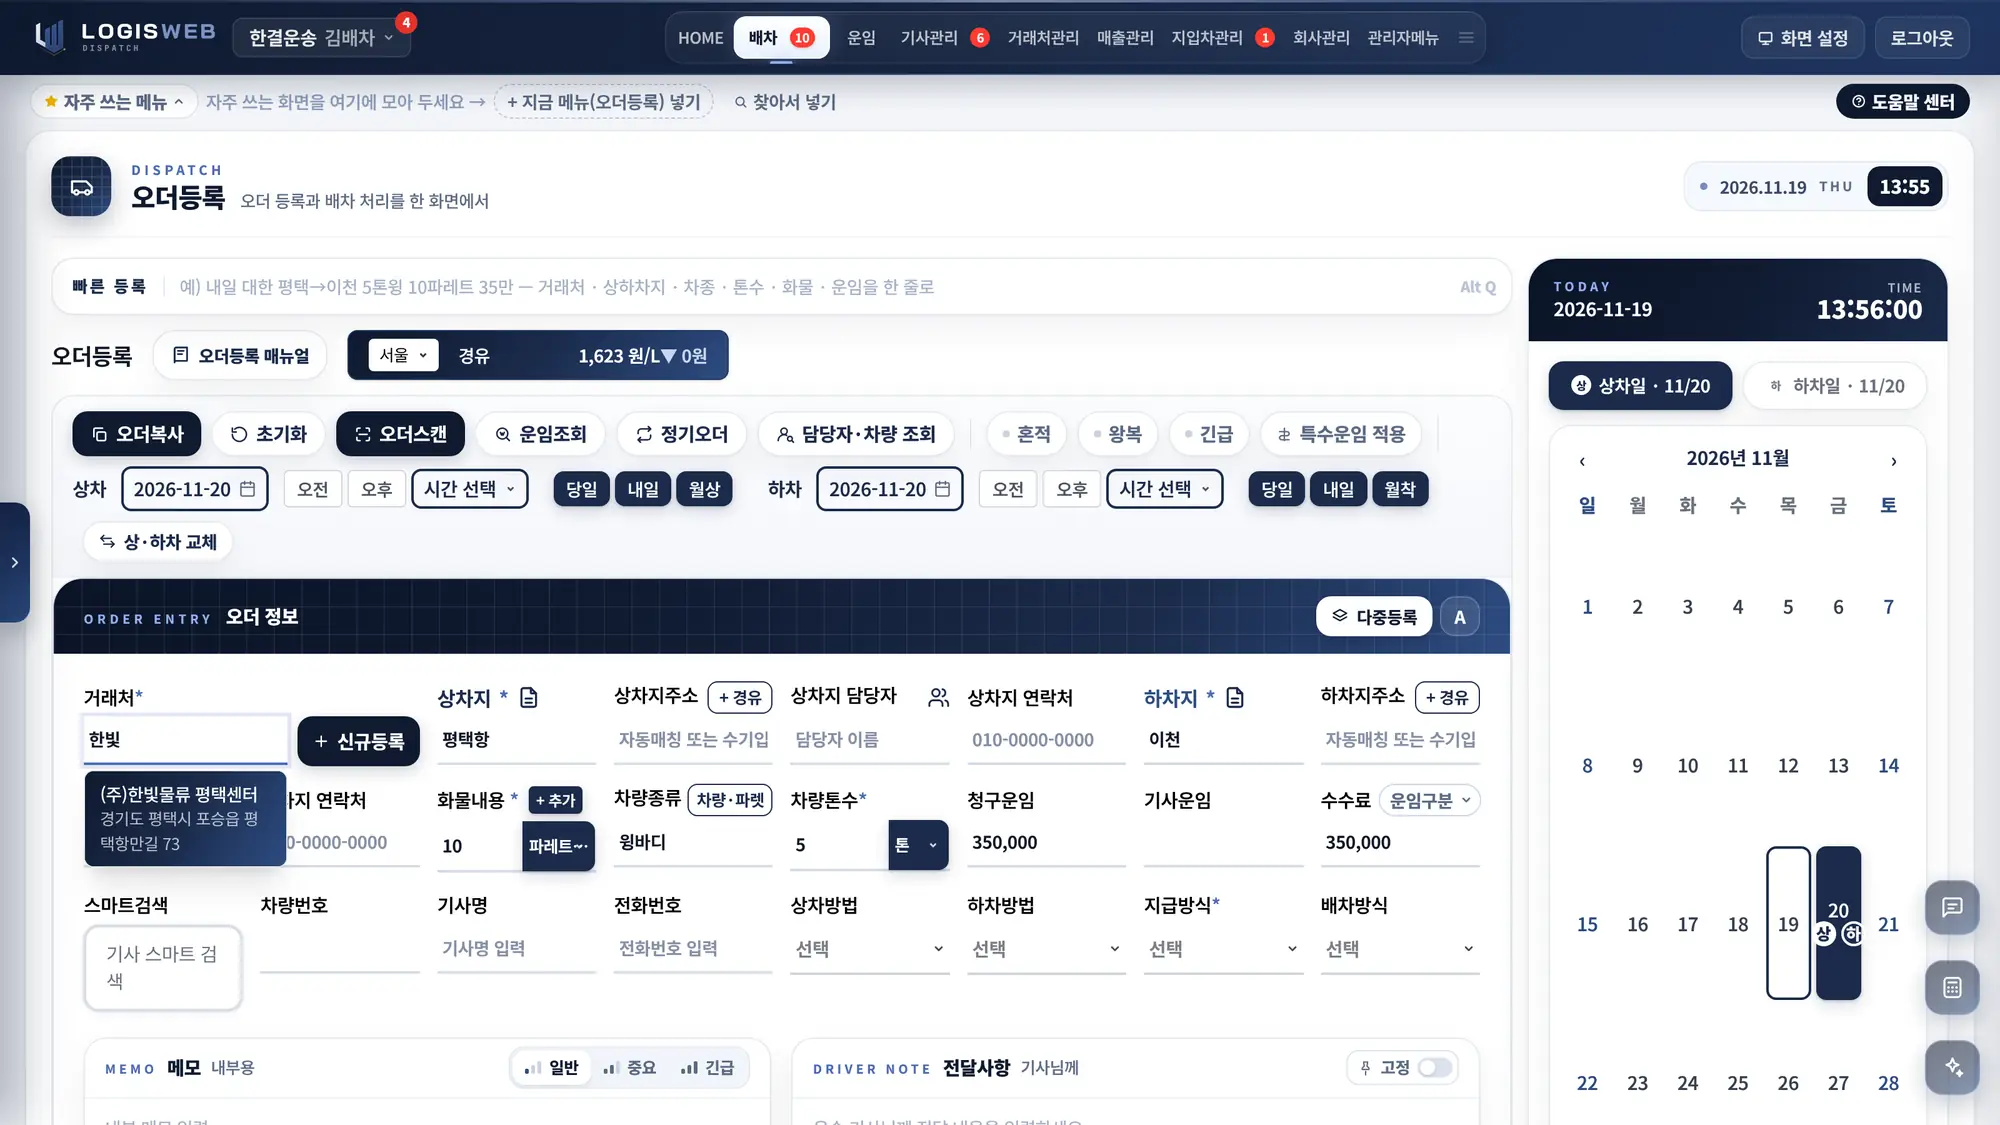 LOGISWEB
DISPATCH
한결운송 김배차
4
HOME
배차 10
운임
기사관리 6
거래처관리
매출관리
지입차관리 1
회사관리
관리자메뉴
화면 설정
로그아웃
자주 쓰는 메뉴
자주 쓰는 화면을 여기에 모아 두세요 →
+ 지금 메뉴(오더등록) 넣기
찾아서 넣기
도움말 센터
DISPATCH
오더등록 오더 등록과 배차 처리를 한 화면에서
2026.11.19 THU 13:55
빠른 등록 예) 내일 대한 평택→이천 5톤윙 10파레트 35만 — 거래처 · 상하차지 · 차종 · 톤수 · 화물 · 운임을 한 줄로 Alt Q
TODAY
2026-11-19
TIME
13:56:00
오더등록 오더등록 매뉴얼 서울 경유 1,623 원/L▼ 0원
상 상차일 · 11/20 하 하차일 · 11/20
오더복사 초기화 오더스캔 운임조회 정기오더 담당자·차량 조회 혼적 왕복 긴급 특수운임 적용
상차 2026-11-20 오전 오후 시간 선택 당일 내일 월상 하차 2026-11-20 오전 오후 시간 선택 당일 내일 월착
상·하차 교체
ORDER ENTRY 오더 정보 다중등록 A
거래처* 상차지 * 상차지주소 + 경유 상차지 담당자 상차지 연락처 하차지 * 하차지주소 + 경유
한빛 + 신규등록 평택항 자동매칭 또는 수기입 담당자 이름 010-0000-0000 이천 자동매칭 또는 수기입
(주)한빛물류 평택센터
경기도 평택시 포승읍 평
택항만길 73
차지 연락처 화물내용 * + 추가 차량종류 차량·파렛 차량톤수* 청구운임 기사운임 수수료 운임구분
0-0000-0000 10 파레트 윙바디 5 톤 350,000 350,000
스마트검색 차량번호 기사명 전화번호 상차방법 하차방법 지급방식* 배차방식
기사 스마트 검
색
기사명 입력 전화번호 입력 선택 선택 선택 선택
MEMO 메모 내부용 일반 중요 긴급
DRIVER NOTE 전달사항 기사님께 고정
2026년 11월
일 월 화 수 목 금 토
1 2 3 4 5 6 7
8 9 10 11 12 13 14
15 16 17 18 19 20 21
상 하
22 23 24 25 26 27 28